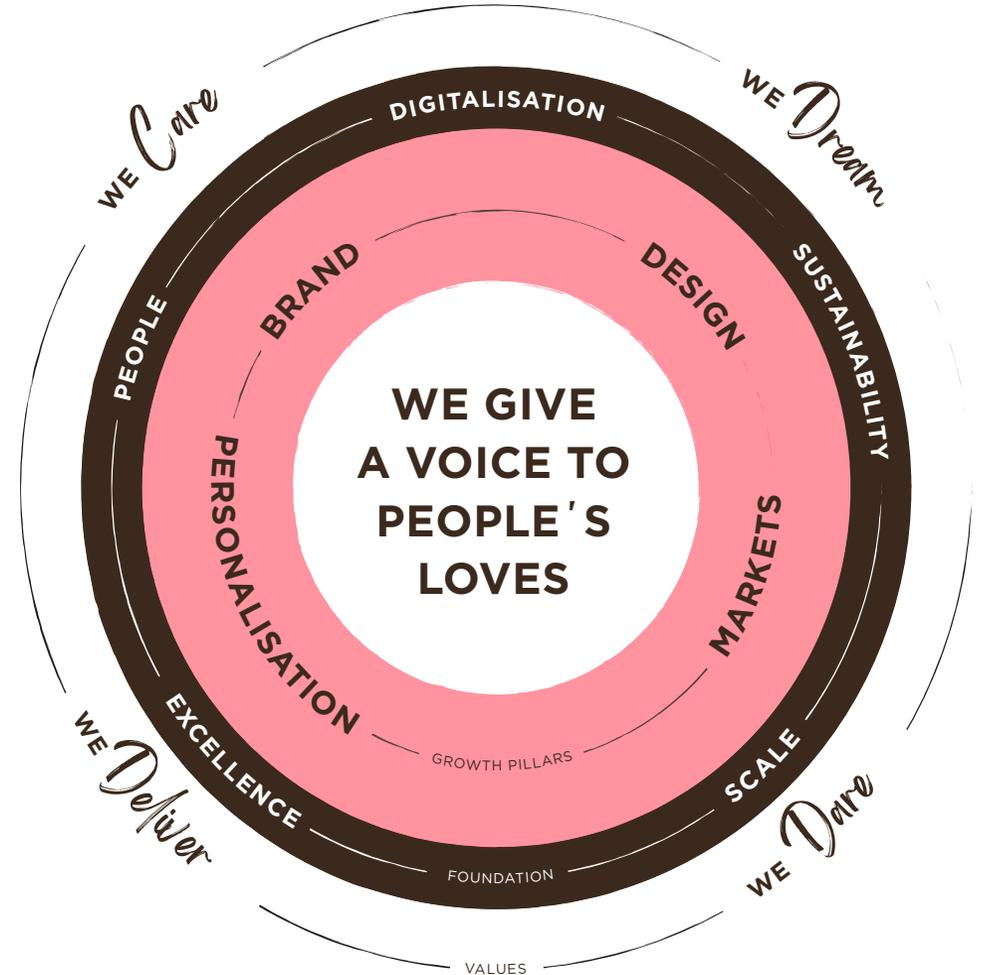 WE Care
WE Dream
DIGITALISATION
PEOPLE
SUSTAINABILITY
BRAND
DESIGN
WE GIVE
A VOICE TO
PEOPLE'S
LOVES
PERSONALISATION
MARKETS
GROWTH PILLARS
EXCELLENCE
SCALE
FOUNDATION
WE Deliver
WE Dare
VALUES